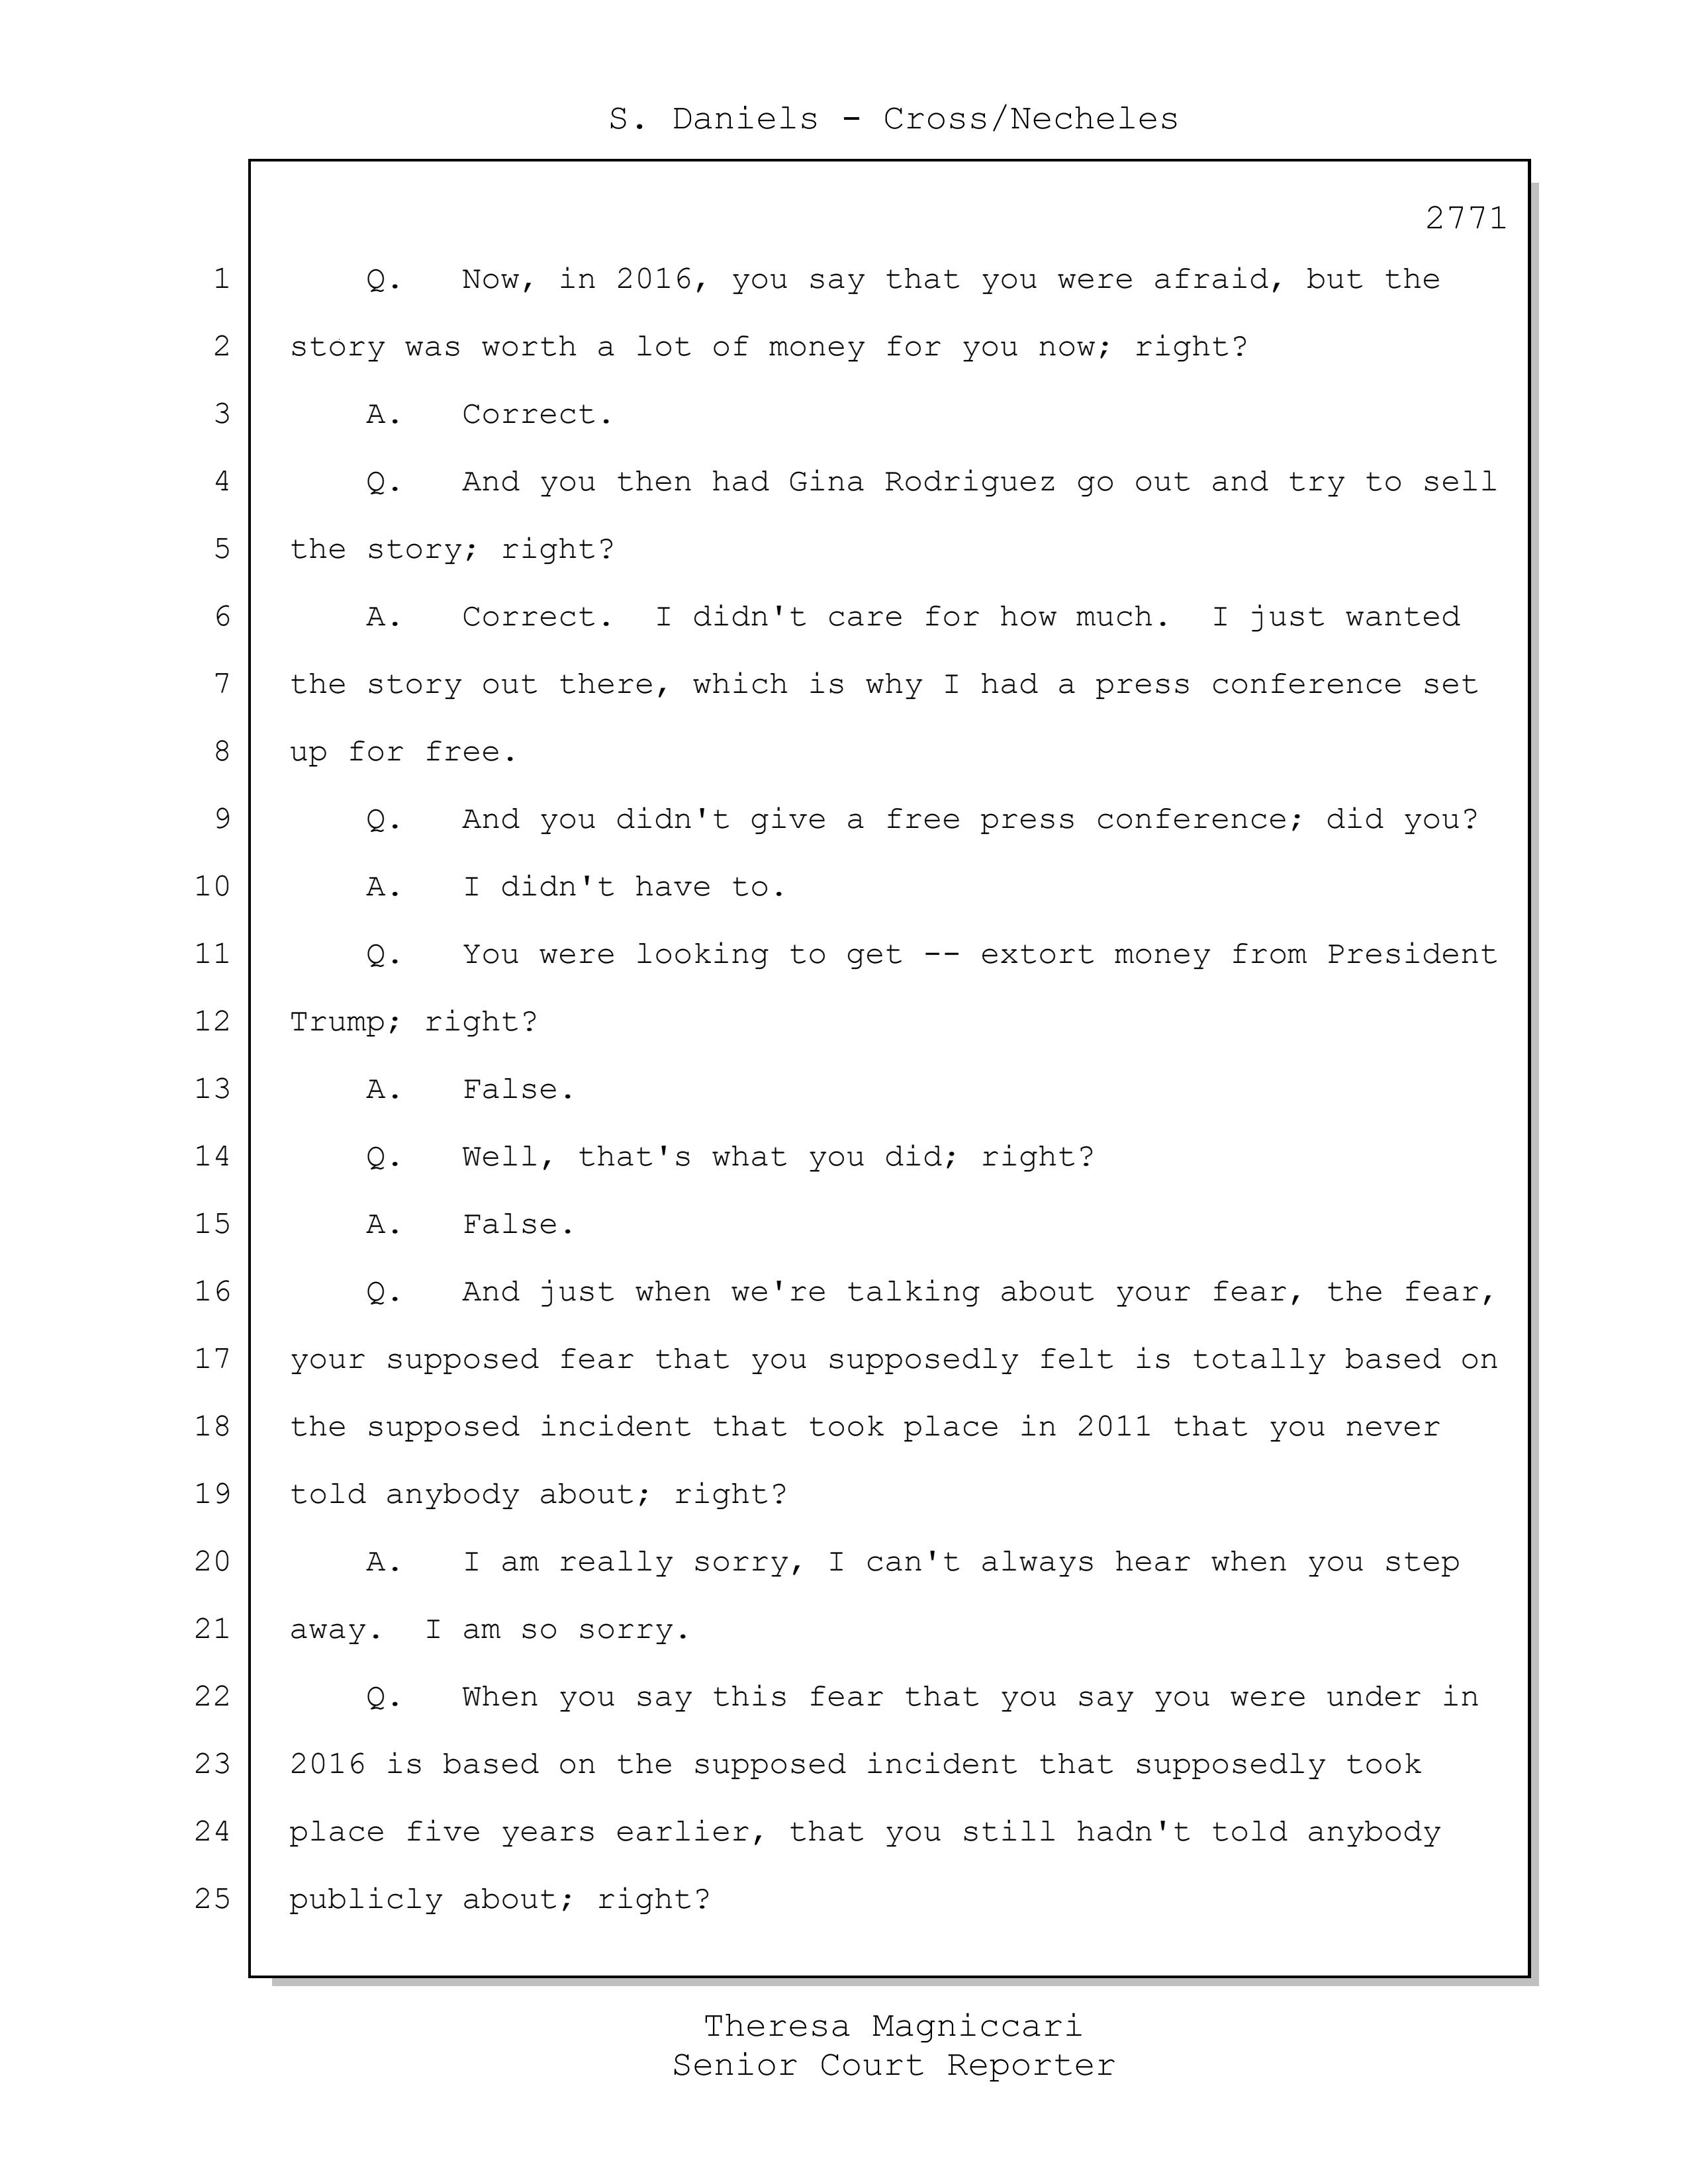 S. Daniels - Cross/Necheles
2771
1 Q. Now, in 2016, you say that you were afraid, but the
2 story was worth a lot of money for you now; right?
3 A. Correct.
4 Q. And you then had Gina Rodriguez go out and try to sell
5 the story; right?
6 A. Correct. I didn't care for how much. I just wanted
7 the story out there, which is why I had a press conference set
8 up for free.
9 Q. And you didn't give a free press conference; did you?
10 A. I didn't have to.
11 Q. You were looking to get -- extort money from President
12 Trump; right?
13 A. False.
14 Q. Well, that's what you did; right?
15 A. False.
16 Q. And just when we're talking about your fear, the fear,
17 your supposed fear that you supposedly felt is totally based on
18 the supposed incident that took place in 2011 that you never
19 told anybody about; right?
20 A. I am really sorry, I can't always hear when you step
21 away. I am so sorry.
22 Q. When you say this fear that you say you were under in
23 2016 is based on the supposed incident that supposedly took
24 place five years earlier, that you still hadn't told anybody
25 publicly about; right?
Theresa Magniccari
Senior Court Reporter